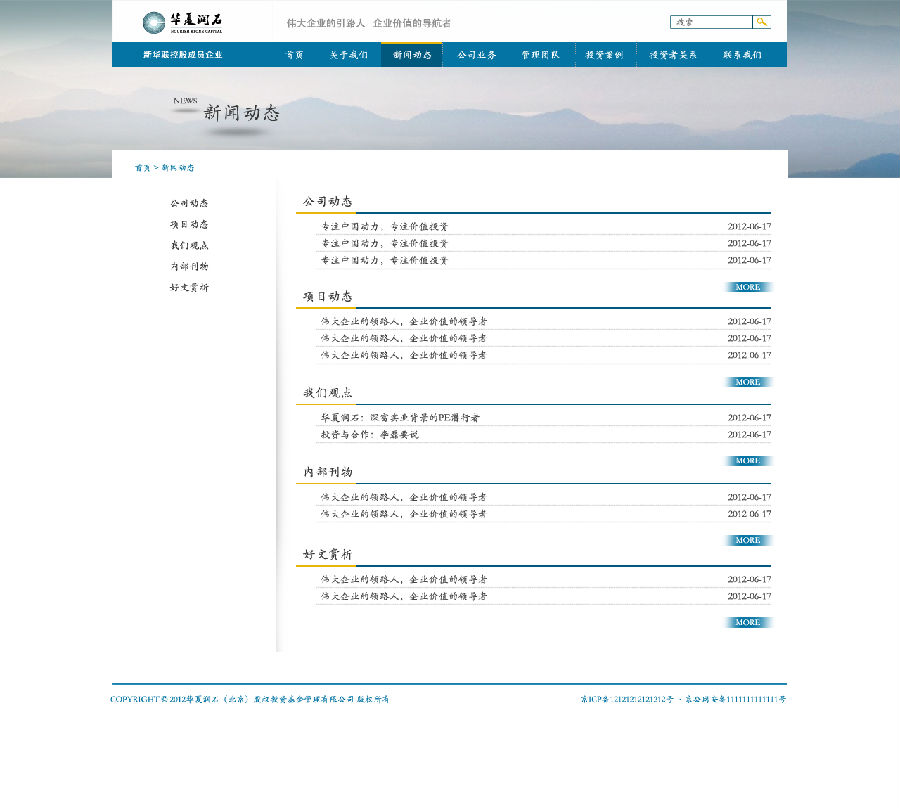 华夏润石
伟大企业的引路人 企业价值的导航者
搜索
新华联控股成员企业
首页 关于我们 新闻动态 公司业务 管理团队 投资案例 投资者关系 联系我们
NEWS 新闻动态
首页 > 新闻动态
公司动态
项目动态
我们观点
内部刊物
好文赏析
公司动态
专注中国动力，专注价值投资 2012-06-17
专注中国动力，专注价值投资 2012-06-17
专注中国动力，专注价值投资 2012-06-17
MORE
项目动态
伟大企业的领路人，企业价值的领导者 2012-06-17
伟大企业的领路人，企业价值的领导者 2012-06-17
伟大企业的领路人，企业价值的领导者 2012-06-17
MORE
我们观点
华夏润石：深富实业背景的PE潜行者 2012-06-17
投资与合作： 2012-06-17
MORE
内部刊物
伟大企业的领路人，企业价值的领导者 2012-06-17
伟大企业的领路人，企业价值的领导者 2012-06-17
MORE
好文赏析
伟大企业的领路人，企业价值的领导者 2012-06-17
伟大企业的领路人，企业价值的领导者 2012-06-17
MORE
COPYRIGHT © 2012华夏润石（北京）股权投资基金管理有限公司 版权所有
京ICP备12121212121212号 · 京公网安备1111111111111号